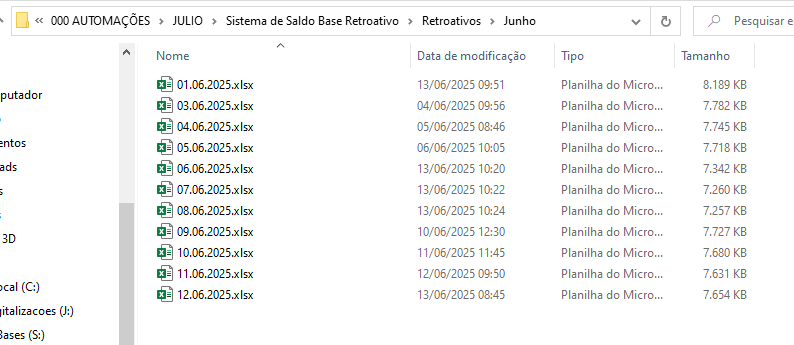 « 000 AUTOMAÇÕES > JULIO > Sistema de Saldo Base Retroativo > Retroativos > Junho
Pesquisar e
Nome Data de modificação Tipo Tamanho
01.06.2025.xlsx 13/06/2025 09:51 Planilha do Micro... 8.189 KB
putador
03.06.2025.xlsx 04/06/2025 09:56 Planilha do Micro... 7.782 KB
04.06.2025.xlsx 05/06/2025 08:46 Planilha do Micro... 7.745 KB
entos
05.06.2025.xlsx 06/06/2025 10:05 Planilha do Micro... 7.718 KB
ads
06.06.2025.xlsx 13/06/2025 10:20 Planilha do Micro... 7.342 KB
s
07.06.2025.xlsx 13/06/2025 10:22 Planilha do Micro... 7.260 KB
08.06.2025.xlsx 13/06/2025 10:24 Planilha do Micro... 7.257 KB
3D
09.06.2025.xlsx 10/06/2025 12:30 Planilha do Micro... 7.727 KB
10.06.2025.xlsx 11/06/2025 11:45 Planilha do Micro... 7.680 KB
11.06.2025.xlsx 12/06/2025 09:50 Planilha do Micro... 7.631 KB
ocal (C:)
12.06.2025.xlsx 13/06/2025 08:45 Planilha do Micro... 7.654 KB
igitalizacoes (J:)
Bases (S:)